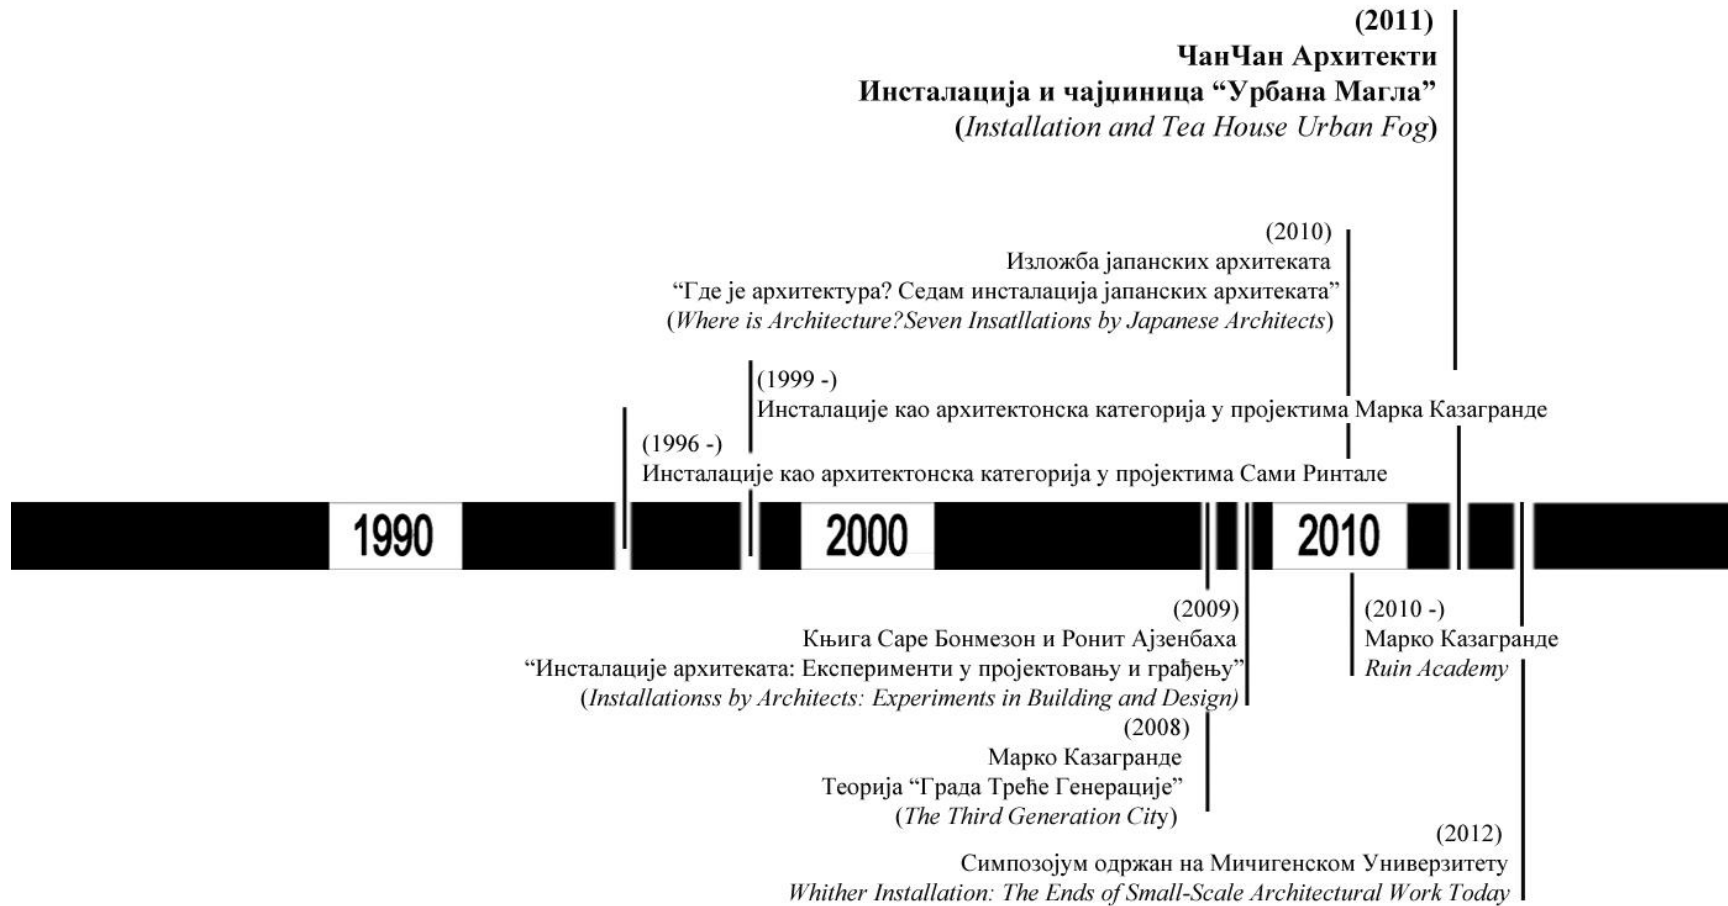 (2011)
ЧанЧан Архитекти
Инсталација и чајџиница “Урбана Магла”
(Installation and Tea House Urban Fog)
(2010)
Изложба јапанских архитеката
“Где је архитектура? Седам инсталација јапанских архитеката”
(Where is Architecture?Seven Insatllations by Japanese Architects)
(1999 -)
Инсталације као архитектонска категорија у пројектима Марка Казагранде
(1996 -)
Инсталације као архитектонска категорија у пројектима Сами Ринтале
1990
2000
2010
(2009)
Књига Саре Бонмезон и Ронит Ајзенбаха
“Инсталације архитеката: Експерименти у пројектовању и грађењу”
(Installationss by Architects: Experiments in Building and Design)
(2010 -)
Марко Казагранде
Ruin Academy
(2008)
Марко Казагранде
Теорија “Града Треће Генерације”
(The Third Generation City)
(2012)
Симпозојум одржан на Мичигенском Универзитету
Whither Installation: The Ends of Small-Scale Architectural Work Today